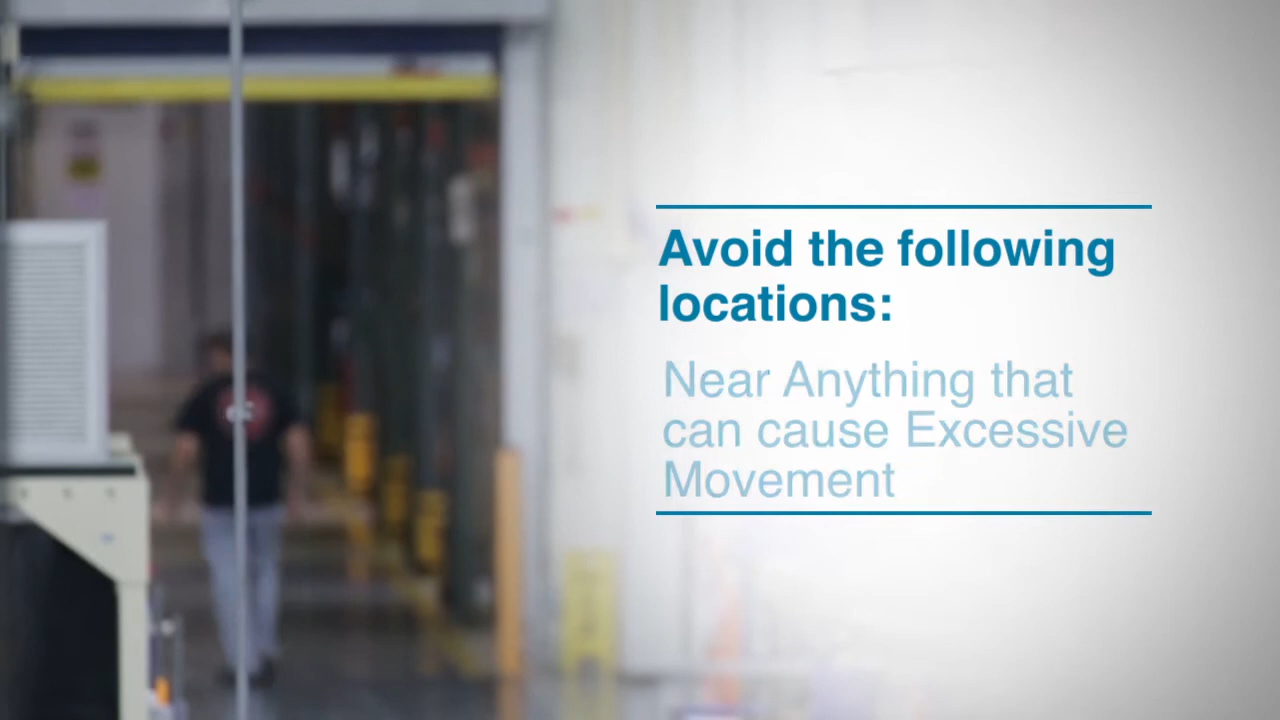 Avoid the following
locations:
Near Anything that
can cause Excessive
Movement